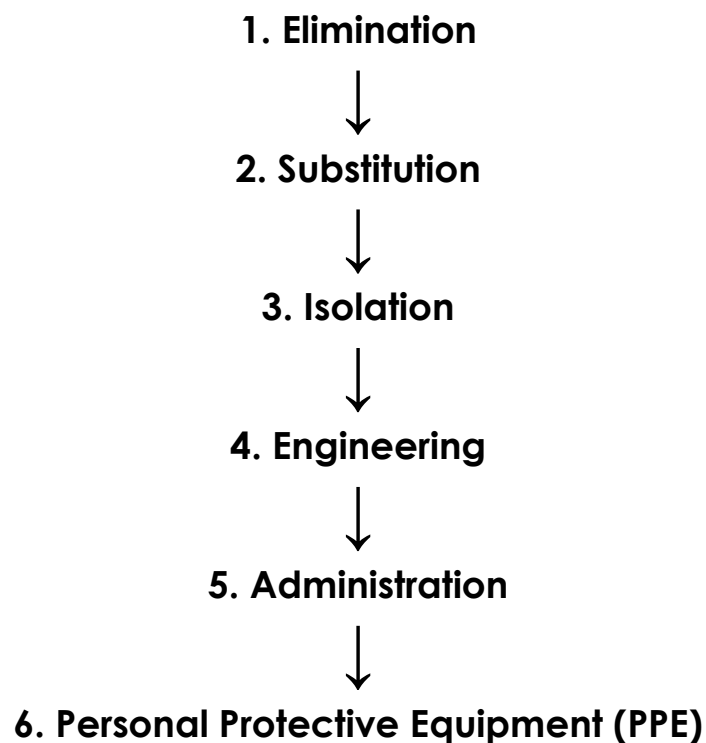 1. Elimination
2. Substitution
3. Isolation
4. Engineering
5. Administration
6. Personal Protective Equipment (PPE)